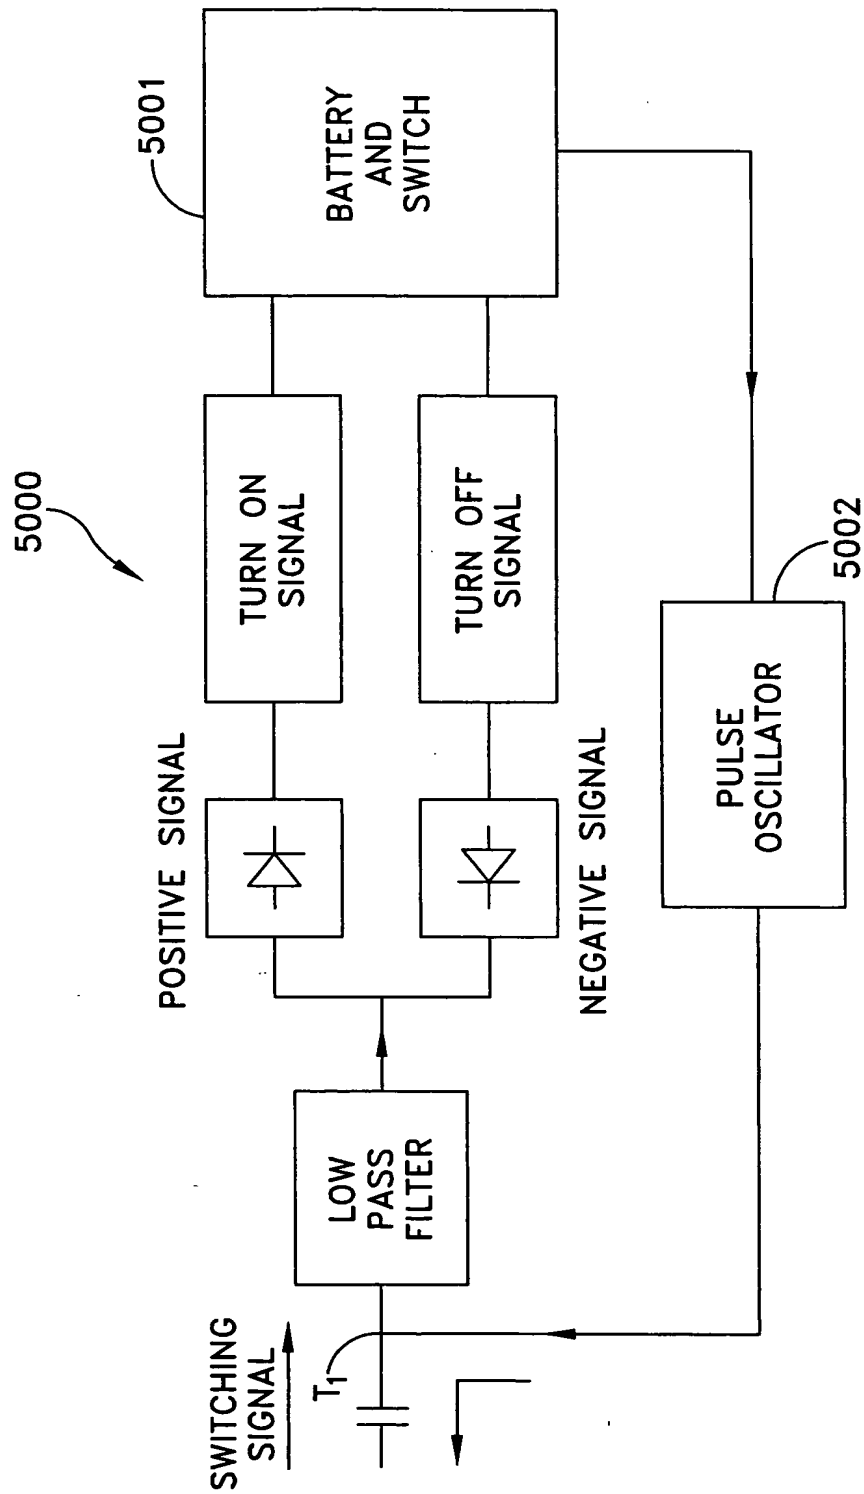 5000
SWITCHING
SIGNAL
T1
LOW
PASS
FILTER
POSITIVE SIGNAL
NEGATIVE SIGNAL
TURN ON
SIGNAL
TURN OFF
SIGNAL
5001
BATTERY
AND
SWITCH
PULSE
OSCILLATOR
5002